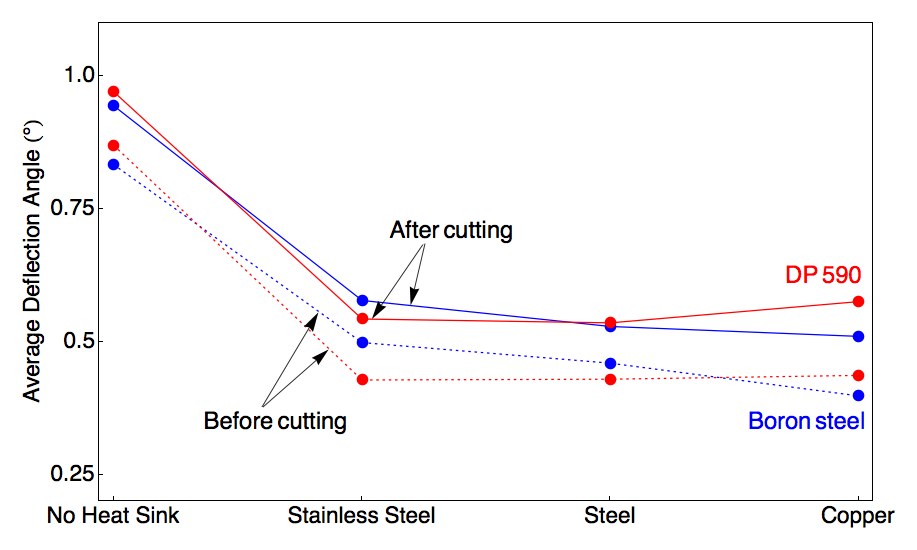 Average Deflection Angle (°)
1.0
0.75
0.5
0.25
After cutting
DP 590
Before cutting
Boron steel
No Heat Sink
Stainless Steel
Steel
Copper